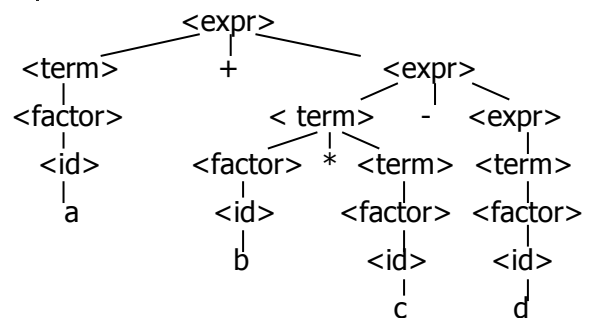 <expr>
<term> + <expr>
<factor> < term> - <expr>
<id> <factor> * <term> <term>
a <id> <factor> <factor>
b <id> <id>
c d